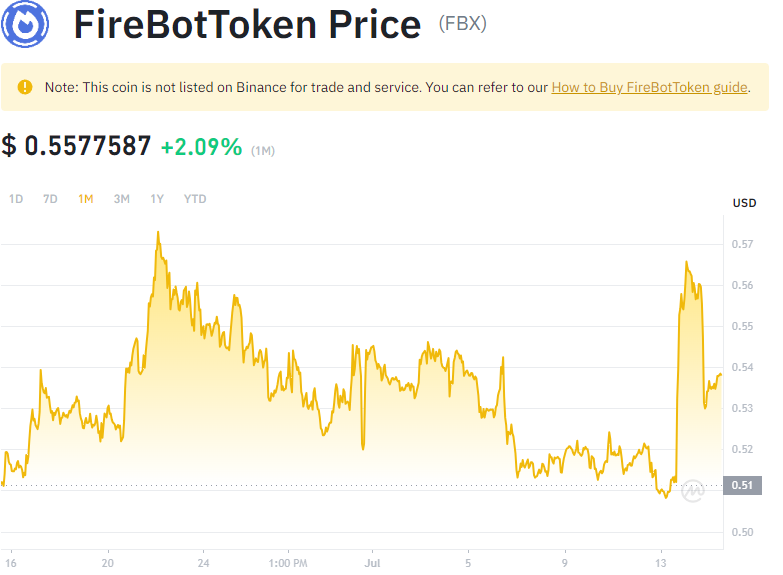 FireBotToken Price (FBX)
Note: This coin is not listed on Binance for trade and service. You can refer to our How to Buy FireBotToken guide.
$ 0.5577587 +2.09% (1M)
1D 7D 1M 3M 1Y YTD
USD
0.57
0.56
0.55
0.54
0.53
0.52
0.51
0.50
16 20 24 1:00 PM Jul 5 9 13